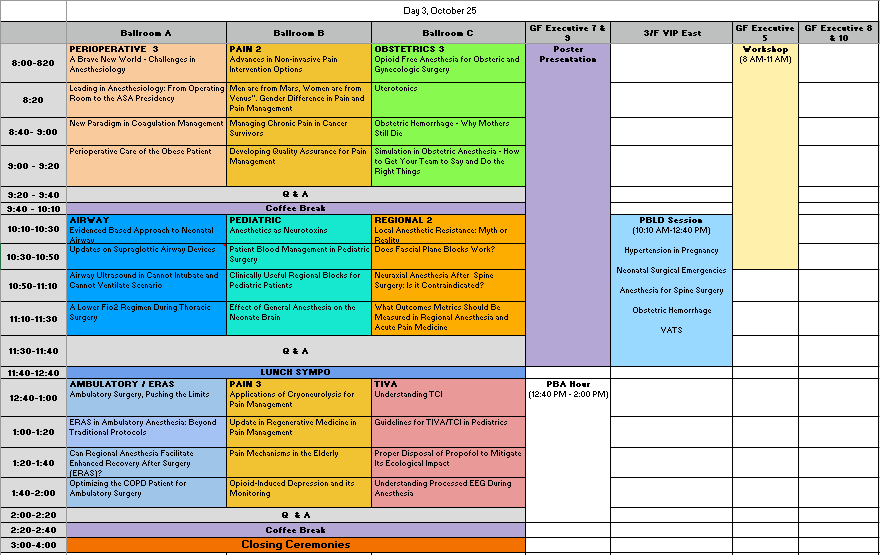 Day 3, October 25
Ballroom A
Ballroom B
Ballroom C
GF Executive 7 &
9
3/F VIP East
GF Executive
5
GF Executive 8
& 10
8:00-820
PERIOPERATIVE 3
A Brave New World - Challenges in
Anesthesiology
PAIN 2
Advances in Non-invasive Pain
Intervention Options
OBSTETRICS 3
Opioid Free Anesthesia for Obsteric and
Gynecologic Surgery
Poster
Presentation
Workshop
(8 AM-11 AM)
8:20
Leading in Anesthesiology: From Operating
Room to the ASA Presidency
Men are from Mars, Women are from
Venus". Gender Difference in Pain and
Pain Management
Uterotonics
8:40- 9:00
New Paradigm in Coagulation Management
Managing Chronic Pain in Cancer
Survivors
Obstetric Hemorrhage - Why Mothers
Still Die
9:00 - 9:20
Perioperative Care of the Obese Patient
Developing Quality Assurance for Pain
Management
Simulation in Obstetric Anesthesia - How
to Get Your Team to Say and Do the
Right Things
9:20 - 9:40
Q & A
9:40 - 10:10
Coffee Break
10:10-10:30
AIRWAY
Evidenced Based Approach to Neonatal
Airway
PEDIATRIC
Anesthetics as Neurotoxins
REGIONAL 2
Local Anesthetic Resistance: Myth or
Reality
PBLD Session
(10:10 AM-12:40 PM)
Hypertension in Pregnancy
Neonatal Surgical Emergencies
Anesthesia for Spine Surgery
Obstetric Hemorrhage
VATS
10:30-10:50
Updates on Supraglottic Airway Devices
Patient Blood Management in Pediatric
Surgery
Does Fascial Plane Blocks Work?
10:50-11:10
Airway Ultrasound in Cannot Intubate and
Cannot Ventilate Scenario
Clinically Useful Regional Blocks for
Pediatric Patients
Neuraxial Anesthesia After Spine
Surgery: Is it Contraindicated?
11:10-11:30
A Lower Fio2 Regimen During Thoracic
Surgery
Effect of General Anesthesia on the
Neonate Brain
What Outcomes Metrics Should Be
Measured in Regional Anesthesia and
Acute Pain Medicine
11:30-11:40
Q & A
11:40-12:40
LUNCH SYMPO
12:40-1:00
AMBULATORY / ERAS
Ambulatory Surgery, Pushing the Limits
PAIN 3
Applications of Cryoneurolysis for
Pain Management
TIVA
Understanding TCI
PBA Hour
(12:40 PM - 2:00 PM)
1:00-1:20
ERAS in Ambulatory Anesthesia: Beyond
Traditional Protocols
Update in Regenerative Medicine in
Pain Management
Guidelines for TIVA/TCI in Pediatrics
1:20-1:40
Can Regional Anesthesia Facilitate
Enhanced Recovery After Surgery
(ERAS)?
Pain Mechanisms in the Elderly
Proper Disposal of Propofol to Mitigate
Its Ecological Impact
1:40-2:00
Optimizing the COPD Patient for
Ambulatory Surgery
Opioid-Induced Depression and its
Monitoring
Understanding Processed EEG During
Anesthesia
2:00-2:20
Q & A
2:20-2:40
Coffee Break
3:00-4:00
Closing Ceremonies